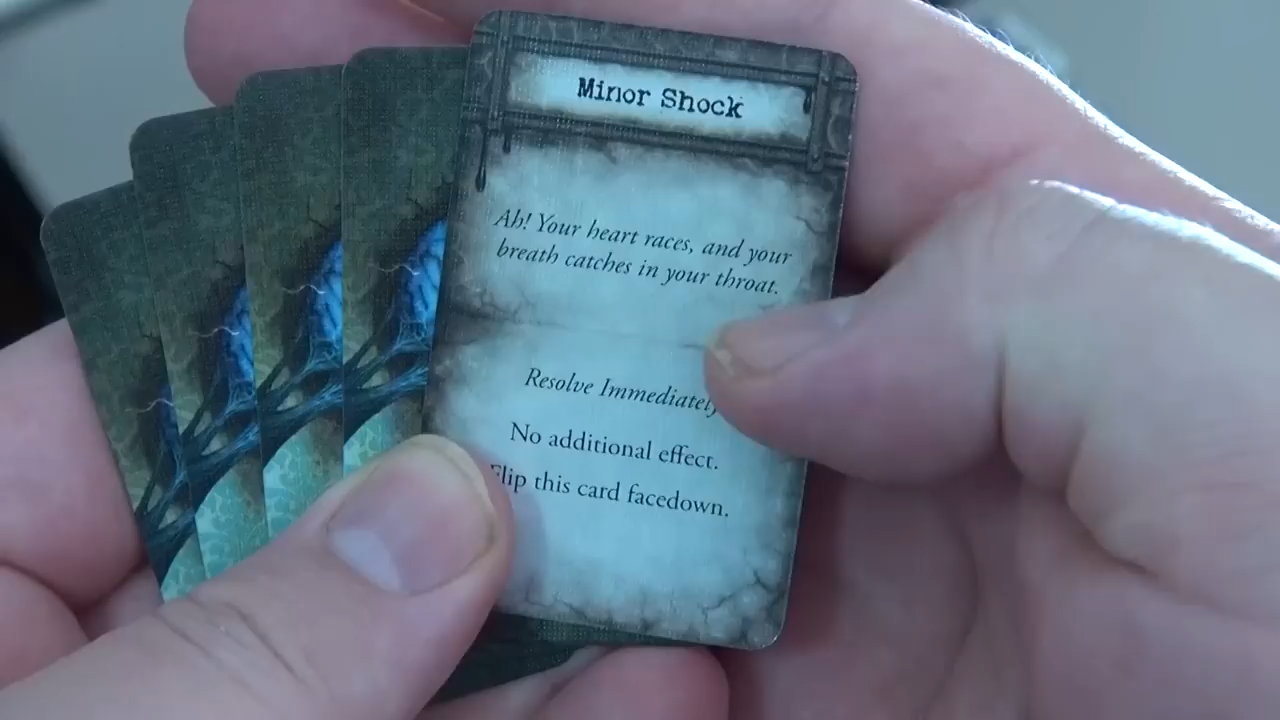 Minor Shock
Ah! Your heart races, and your
breath catches in your throat.
Resolve Immediately
No additional effect.
Flip this card facedown.